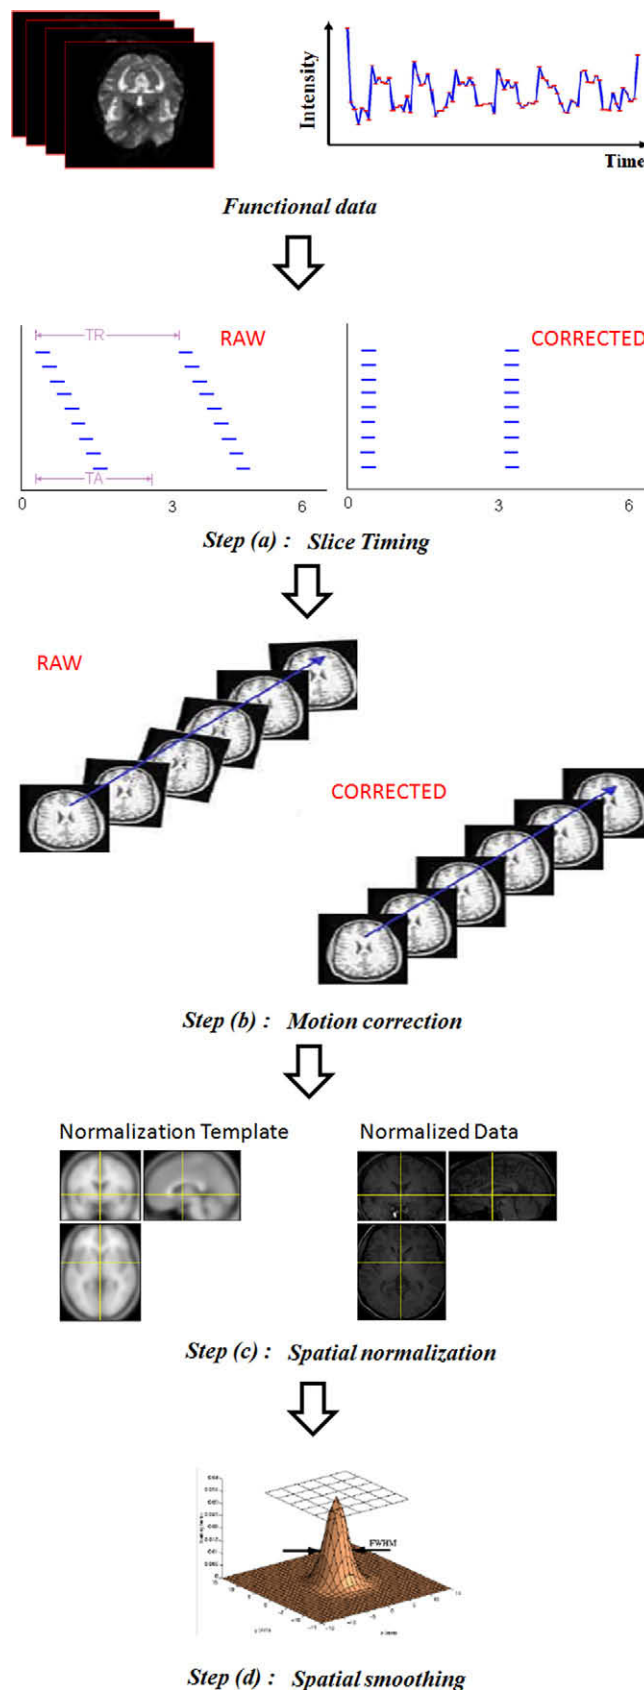 Intensity
Time
Functional data
TR
RAW
CORRECTED
TA
0 3 6
0 3 6
Step (a) : Slice Timing
RAW
CORRECTED
Step (b) : Motion correction
Normalization Template
Normalized Data
Step (c) : Spatial normalization
FWHM
Step (d) : Spatial smoothing